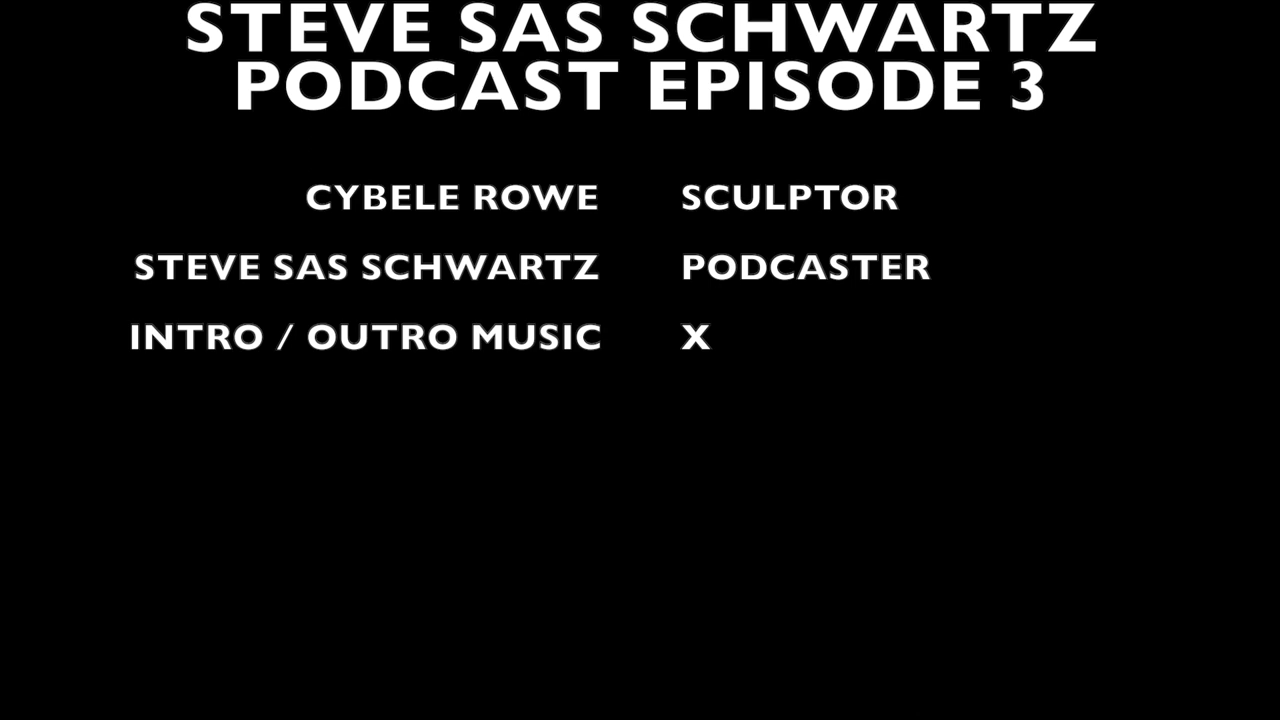 STEVE SAS SCHWARTZ
PODCAST EPISODE 3
CYBELE ROWE SCULPTOR
STEVE SAS SCHWARTZ PODCASTER
INTRO / OUTRO MUSIC X